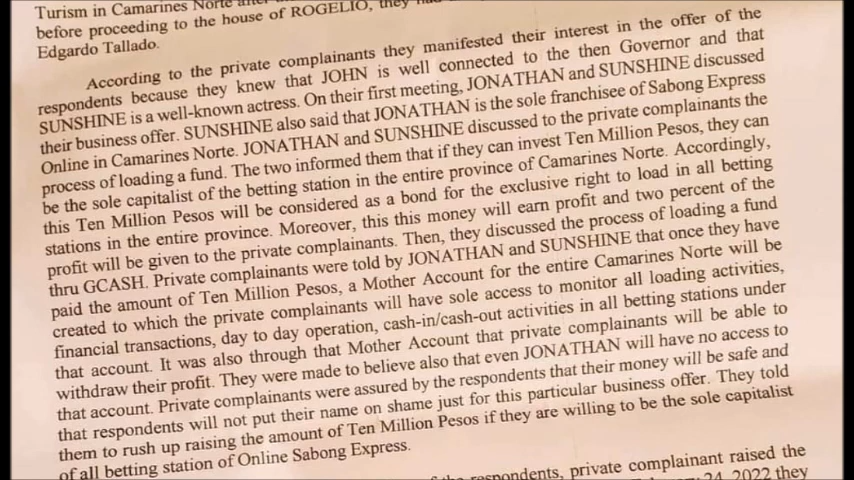 Turism in Camarines Norte after
before proceeding to the house of ROGELIO, they had
Edgardo Tallado.
According to the private complainants they manifested their interest in the offer of the
respondents because they knew that JOHN is well connected to the then Governor and that
SUNSHINE is a well-known actress. On their first meeting, JONATHAN and SUNSHINE discussed
their business offer. SUNSHINE also said that JONATHAN is the sole franchisee of Sabong Express
Online in Camarines Norte. JONATHAN and SUNSHINE discussed to the private complainants the
process of loading a fund. The two informed them that if they can invest Ten Million Pesos, they can
be the sole capitalist of the betting station in the entire province of Camarines Norte. Accordingly,
this Ten Million Pesos will be considered as a bond for the exclusive right to load in all betting
stations in the entire province. Moreover, this this money will earn profit and two percent of the
profit will be given to the private complainants. Then, they discussed the process of loading a fund
thru GCASH. Private complainants were told by JONATHAN and SUNSHINE that once they have
paid the amount of Ten Million Pesos, a Mother Account for the entire Camarines Norte will be
created to which the private complainants will have sole access to monitor all loading activities,
financial transactions, day to day operation, cash-in/cash-out activities in all betting stations under
that account. It was also through that Mother Account that private complainants will be able to
withdraw their profit. They were made to believe also that even JONATHAN will have no access to
that account. Private complainants were assured by the respondents that their money will be safe and
that respondents will not put their name on shame just for this particular business offer. They told
them to rush up raising the amount of Ten Million Pesos if they are willing to be the sole capitalist
of all betting station of Online Sabong Express.
respondents, private complainant raised the
24, 2022 they